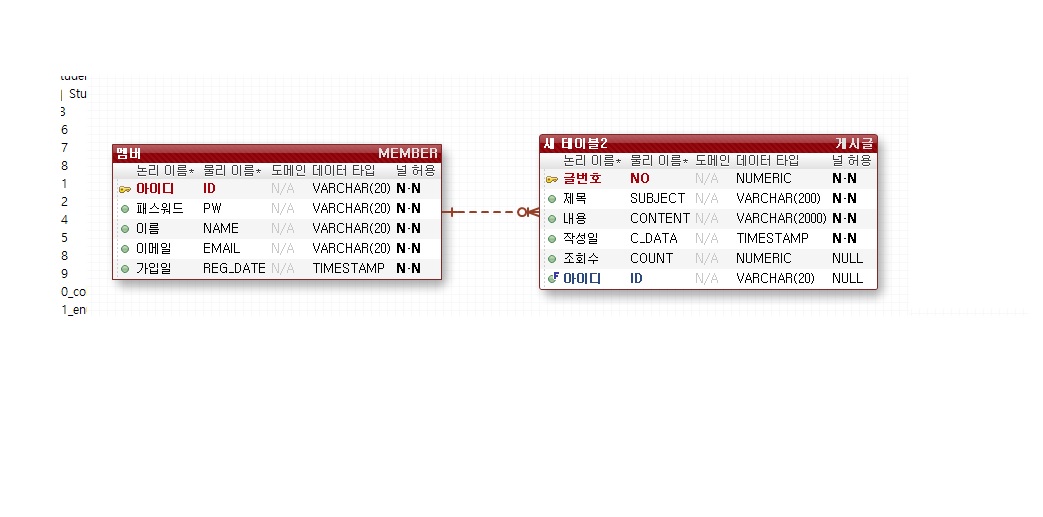 | Stu
3
6
7
8
1
2
4
5
8
9
0_co
1_en
멤버 MEMBER
논리 이름* 물리 이름* 도메인 데이터 타입 널 허용
아이디 ID N/A VARCHAR(20) N-N
패스워드 PW N/A VARCHAR(20) N-N
이름 NAME N/A VARCHAR(20) N-N
이메일 EMAIL N/A VARCHAR(20) N-N
가입일 REG_DATE N/A TIMESTAMP N-N
새 테이블2 게시글
논리 이름* 물리 이름* 도메인 데이터 타입 널 허용
글번호 NO N/A NUMERIC N-N
제목 SUBJECT N/A VARCHAR(200) N-N
내용 CONTENT N/A VARCHAR(2000) N-N
작성일 C_DATA N/A TIMESTAMP N-N
조회수 COUNT N/A NUMERIC NULL
F 아이디 ID N/A VARCHAR(20) NULL